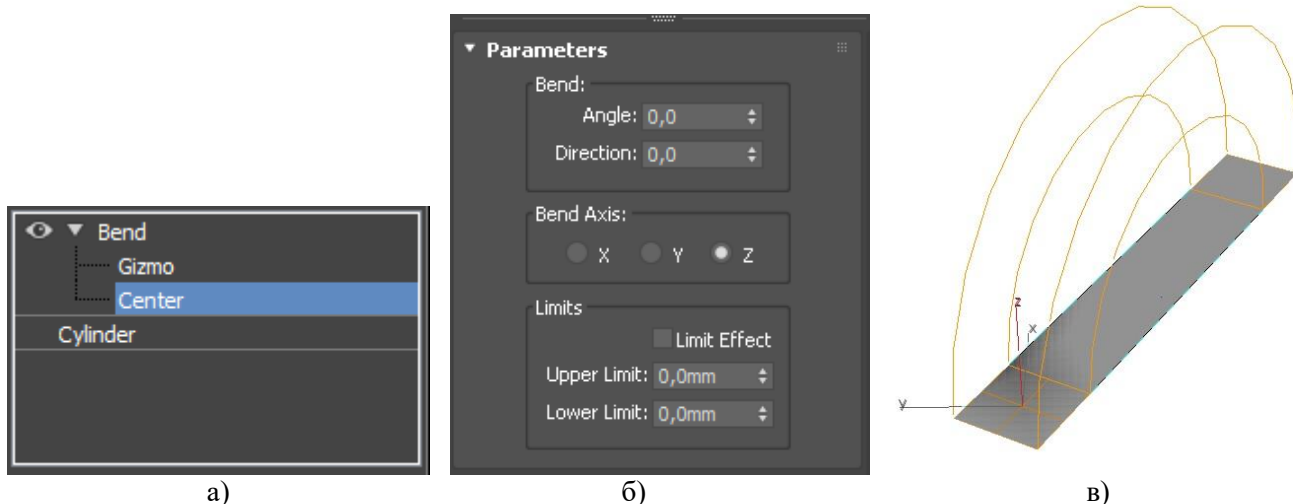 Bend
Gizmo
Center
Cylinder
а)
Parameters
Bend:
Angle: 0,0
Direction: 0,0
Bend Axis:
X Y Z
Limits
Limit Effect
Upper Limit: 0,0mm
Lower Limit: 0,0mm
б)
z
x
y
в)